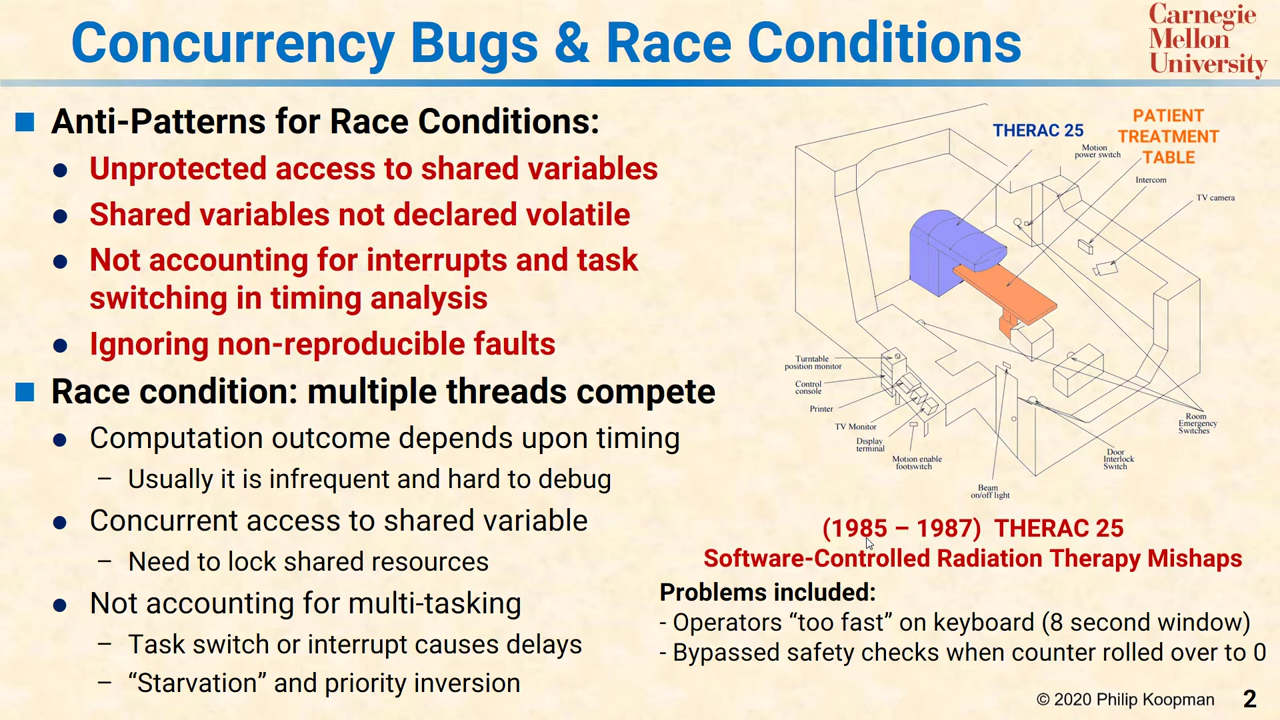 Concurrency Bugs & Race Conditions
Carnegie
Mellon
University
■ Anti-Patterns for Race Conditions:
● Unprotected access to shared variables
● Shared variables not declared volatile
● Not accounting for interrupts and task
switching in timing analysis
● Ignoring non-reproducible faults
■ Race condition: multiple threads compete
● Computation outcome depends upon timing
– Usually it is infrequent and hard to debug
● Concurrent access to shared variable
– Need to lock shared resources
● Not accounting for multi-tasking
– Task switch or interrupt causes delays
– “Starvation” and priority inversion
THERAC 25
PATIENT
TREATMENT
TABLE
Motion
power switch
Intercom
TV camera
Turntable
position monitor
Control
console
Printer
TV Monitor
Display
terminal
Motion enable
footswitch
Beam
on/off light
Door
Interlock
Switch
Room
Emergency
Switches
(1985 – 1987) THERAC 25
Software-Controlled Radiation Therapy Mishaps
Problems included:
- Operators “too fast” on keyboard (8 second window)
- Bypassed safety checks when counter rolled over to 0
© 2020 Philip Koopman 2